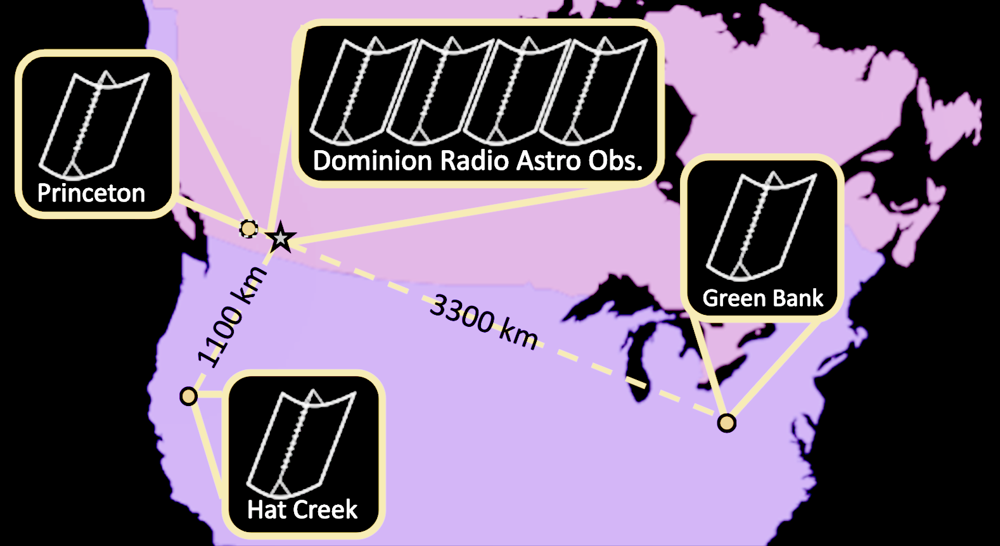 Dominion Radio Astro Obs.
Princeton
Green Bank
3300 km
1100 km
Hat Creek